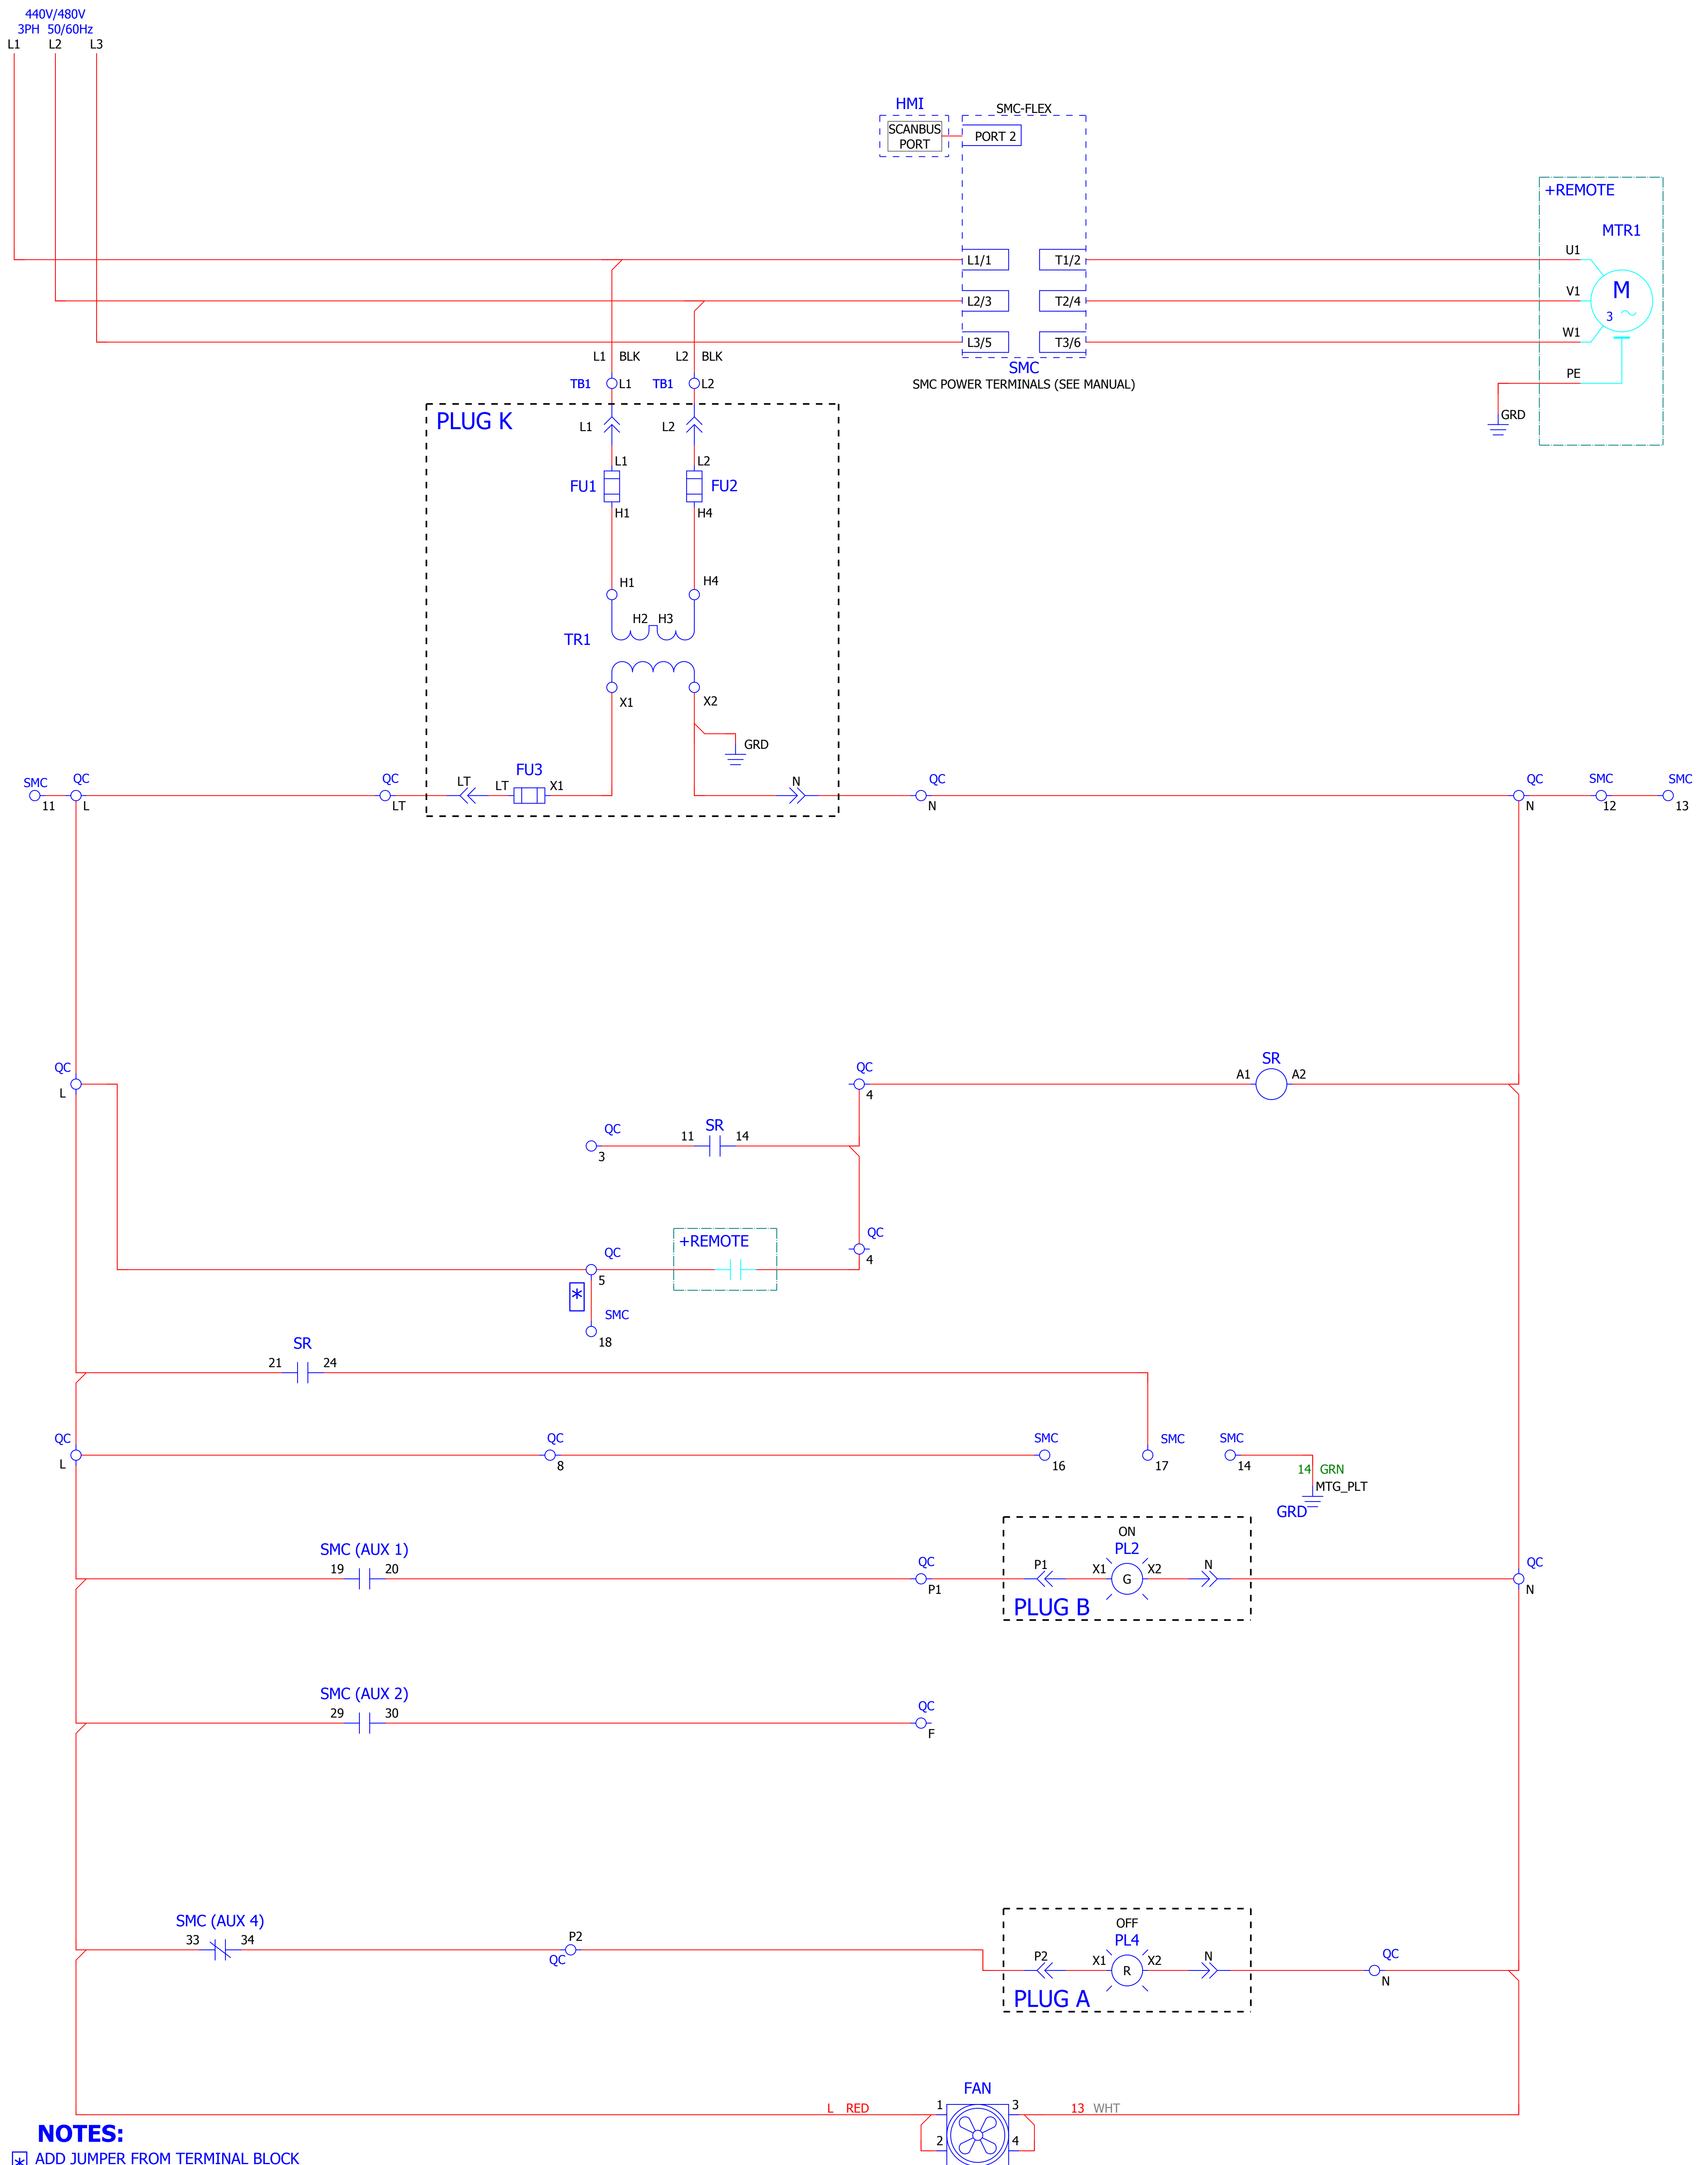 440V/480V
3PH 50/60Hz
L1 L2 L3
HMI
SMC-FLEX
SCANBUS
PORT
PORT 2
+REMOTE
MTR1
U1
L1/1 T1/2
M
3
V1
L2/3 T2/4
W1
L3/5 T3/6
L1 BLK L2 BLK
SMC
SMC POWER TERMINALS (SEE MANUAL)
PE
TB1 L1 TB1 L2
GRD
PLUG K
L1 L2
L1 L2
FU1 FU2
H1 H4
H1 H4
H2 H3
TR1
X1 X2
GRD
FU3
SMC QC QC LT LT X1 N QC QC SMC SMC
11 L LT N N 12 13
QC QC SR
L 4 A1 A2
QC SR
3 11 14
+REMOTE
QC QC
5 4
*
SMC
18
SR
21 24
QC QC SMC SMC SMC
L 8 16 17 14
14 GRN
MTG_PLT
GRD
ON
PL2
SMC (AUX 1)
19 20 QC P1 X1 G X2 N QC
P1 N
PLUG B
SMC (AUX 2)
29 30 QC
F
SMC (AUX 4)
33 34 P2
QC
OFF
PL4
P2 X1 R X2 N QC
N
PLUG A
FAN
L RED 1 3 13 WHT
2 4
NOTES:
* ADD JUMPER FROM TERMINAL BLOCK